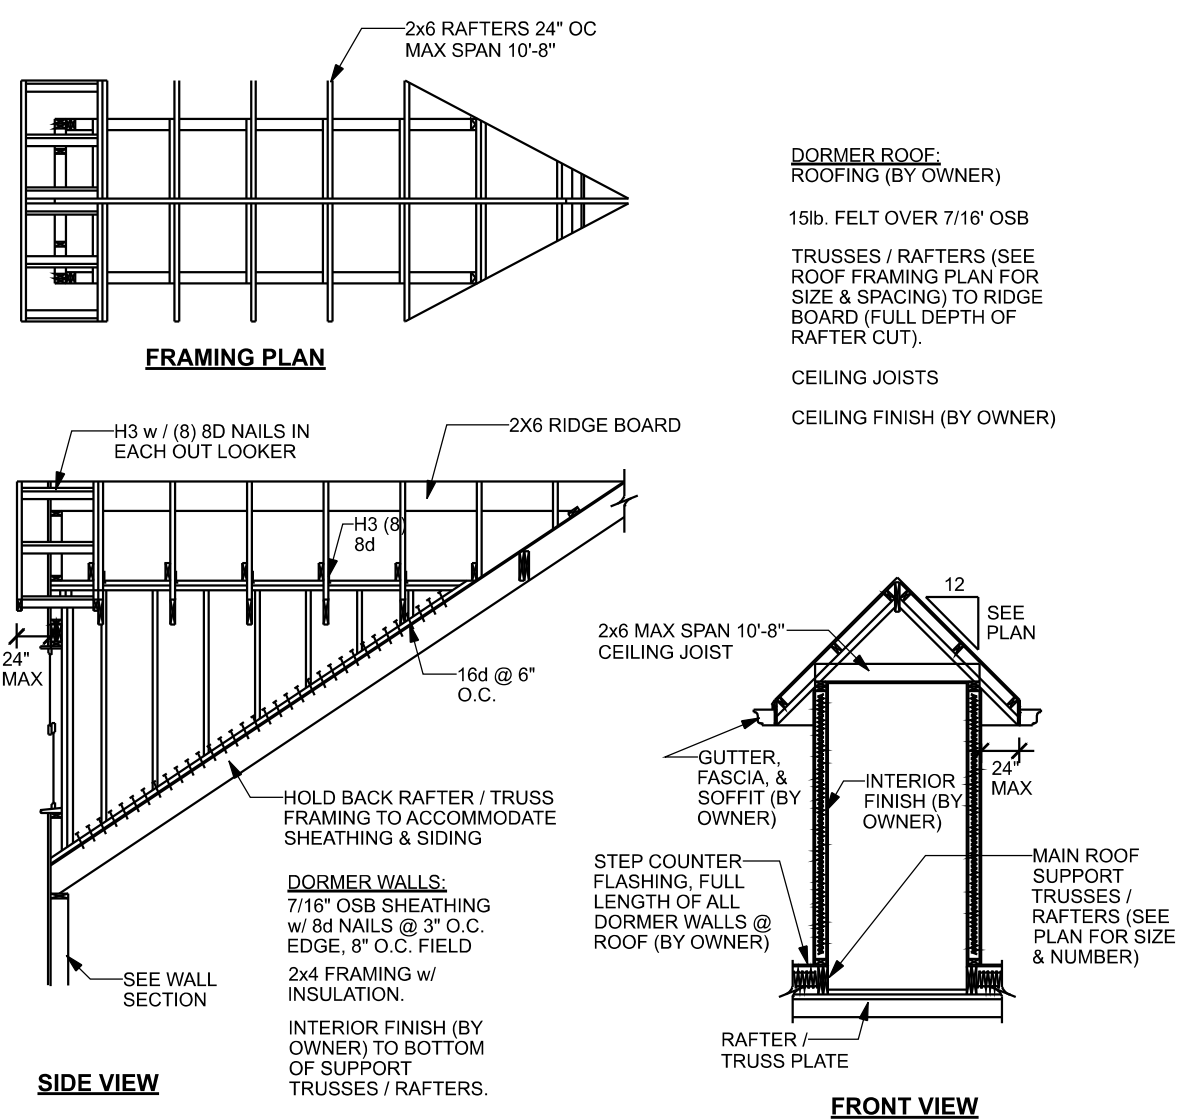 2x6 RAFTERS 24" OC
MAX SPAN 10'-8"
FRAMING PLAN
DORMER ROOF:
ROOFING (BY OWNER)
15lb. FELT OVER 7/16' OSB
TRUSSES / RAFTERS (SEE
ROOF FRAMING PLAN FOR
SIZE & SPACING) TO RIDGE
BOARD (FULL DEPTH OF
RAFTER CUT).
CEILING JOISTS
CEILING FINISH (BY OWNER)
H3 w / (8) 8D NAILS IN
EACH OUT LOOKER
2X6 RIDGE BOARD
H3 (8)
8d
24"
MAX
16d @ 6"
O.C.
HOLD BACK RAFTER / TRUSS
FRAMING TO ACCOMMODATE
SHEATHING & SIDING
DORMER WALLS:
7/16" OSB SHEATHING
w/ 8d NAILS @ 3" O.C.
EDGE, 8" O.C. FIELD
2x4 FRAMING w/
INSULATION.
INTERIOR FINISH (BY
OWNER) TO BOTTOM
OF SUPPORT
TRUSSES / RAFTERS.
SEE WALL
SECTION
SIDE VIEW
12
SEE
PLAN
2x6 MAX SPAN 10'-8"
CEILING JOIST
GUTTER,
FASCIA, &
SOFFIT (BY
OWNER)
24"
MAX
INTERIOR
FINISH (BY
OWNER)
STEP COUNTER
FLASHING, FULL
LENGTH OF ALL
DORMER WALLS @
ROOF (BY OWNER)
MAIN ROOF
SUPPORT
TRUSSES /
RAFTERS (SEE
PLAN FOR SIZE
& NUMBER)
RAFTER /
TRUSS PLATE
FRONT VIEW